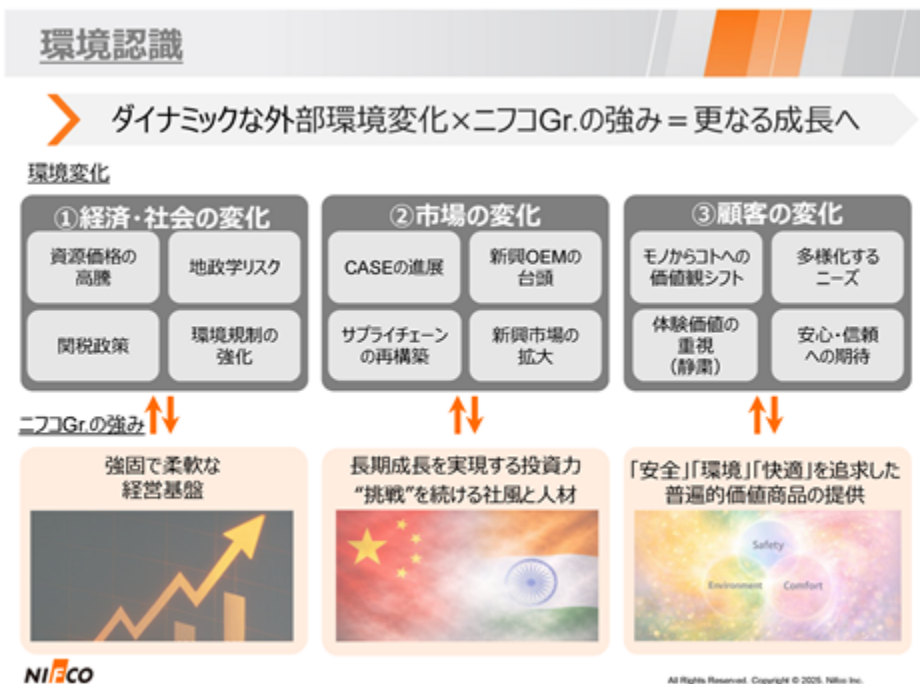 環境認識
ダイナミックな外部環境変化×ニフコGr.の強み＝更なる成長へ
環境変化
①経済・社会の変化
資源価格の
高騰
地政学リスク
関税政策
環境規制の
強化
②市場の変化
CASEの進展
新興OEMの
台頭
サプライチェーン
の再構築
新興市場の
拡大
③顧客の変化
モノからコトへの
価値観シフト
多様化する
ニーズ
体験価値の
重視
（静粛）
安心・信頼
への期待
ニフコGr.の強み
強固で柔軟な
経営基盤
長期成長を実現する投資力
“挑戦”を続ける社風と人材
「安全」「環境」「快適」を追求した
普遍的価値商品の提供
Safety
Environment
Comfort
NIFCO
All Rights Reserved. Copyright © 2025. Nifco Inc.